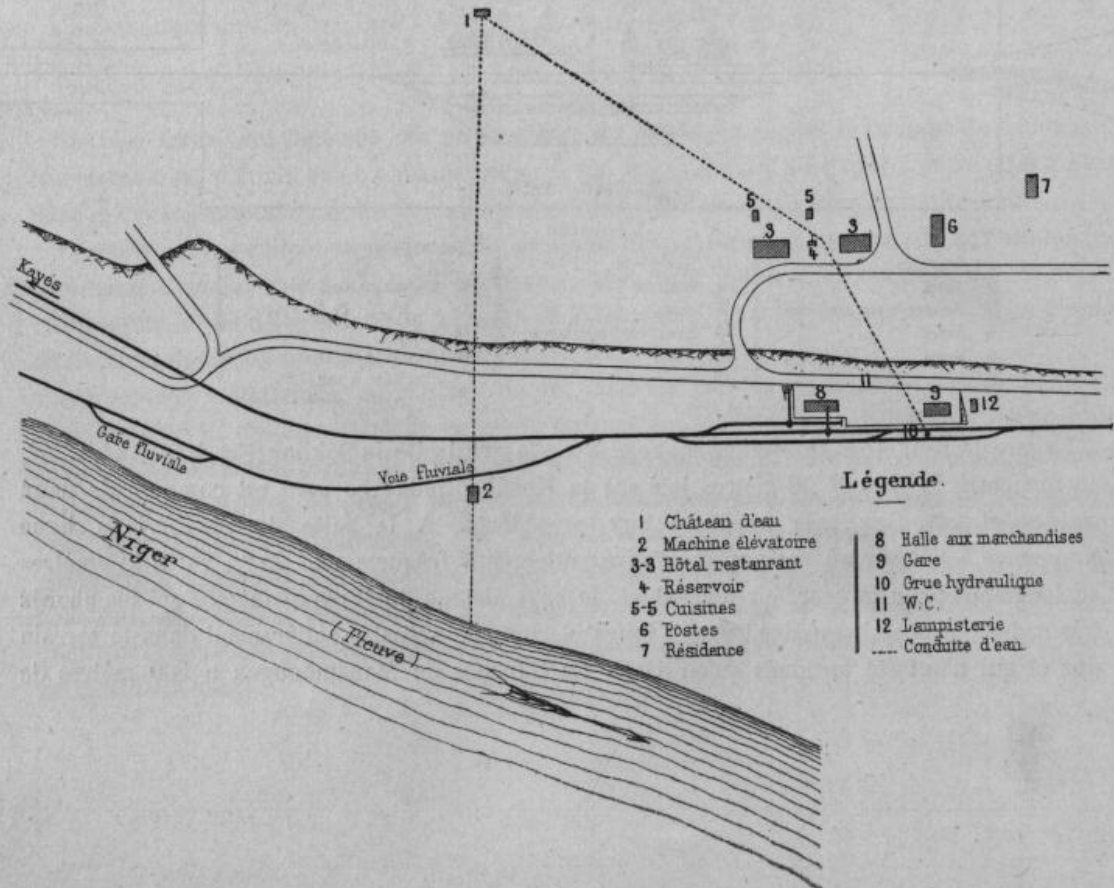 1
5
5
3
4
3
6
7
Kayes
11
8
9
12
10
Gare fluviale
Voie fluviale
2
Niger
(Fleuve)
Légende.
1 Château d'eau
2 Machine élévatoire
3-3 Hôtel restaurant
4 Réservoir
5-5 Cuisines
6 Postes
7 Résidence
8 Halle aux marchandises
9 Gare
10 Grue hydraulique
11 W.C.
12 Lampisterie
---- Conduite d'eau